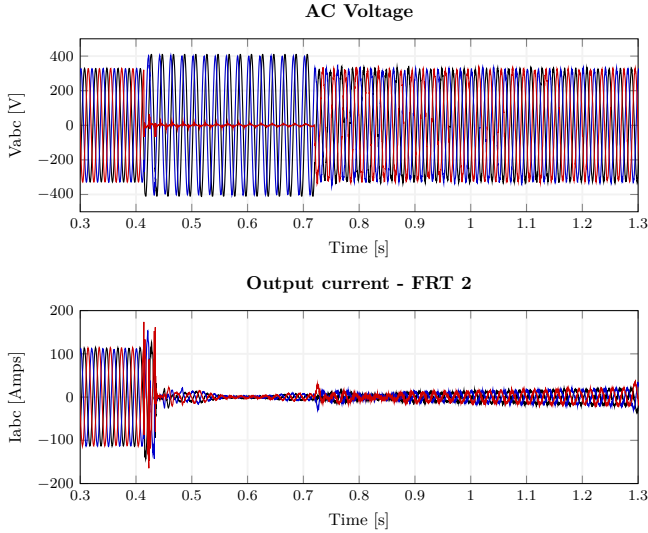 AC Voltage
400
200
0
−200
−400
Vabc [V]
0.3 0.4 0.5 0.6 0.7 0.8 0.9 1 1.1 1.2 1.3
Time [s]
Output current - FRT 2
200
100
0
−100
−200
Iabc [Amps]
0.3 0.4 0.5 0.6 0.7 0.8 0.9 1 1.1 1.2 1.3
Time [s]